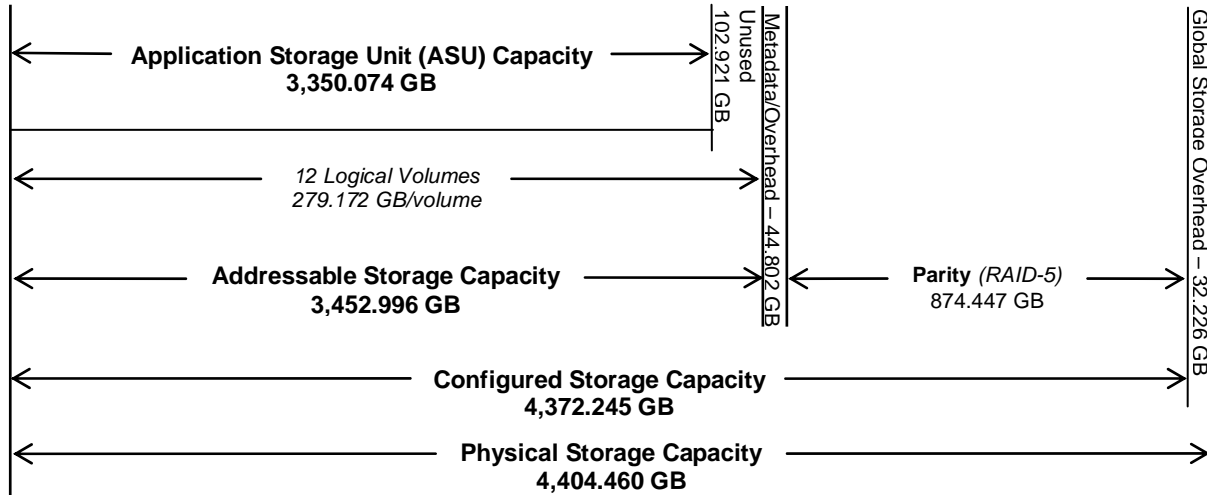 Application Storage Unit (ASU) Capacity
3,350.074 GB
Unused
102.921 GB
Metadata/Overhead – 44.802 GB
Global Storage Overhead – 32.226 GB
12 Logical Volumes
279.172 GB/volume
Addressable Storage Capacity
3,452.996 GB
Parity (RAID-5)
874.447 GB
Configured Storage Capacity
4,372.245 GB
Physical Storage Capacity
4,404.460 GB